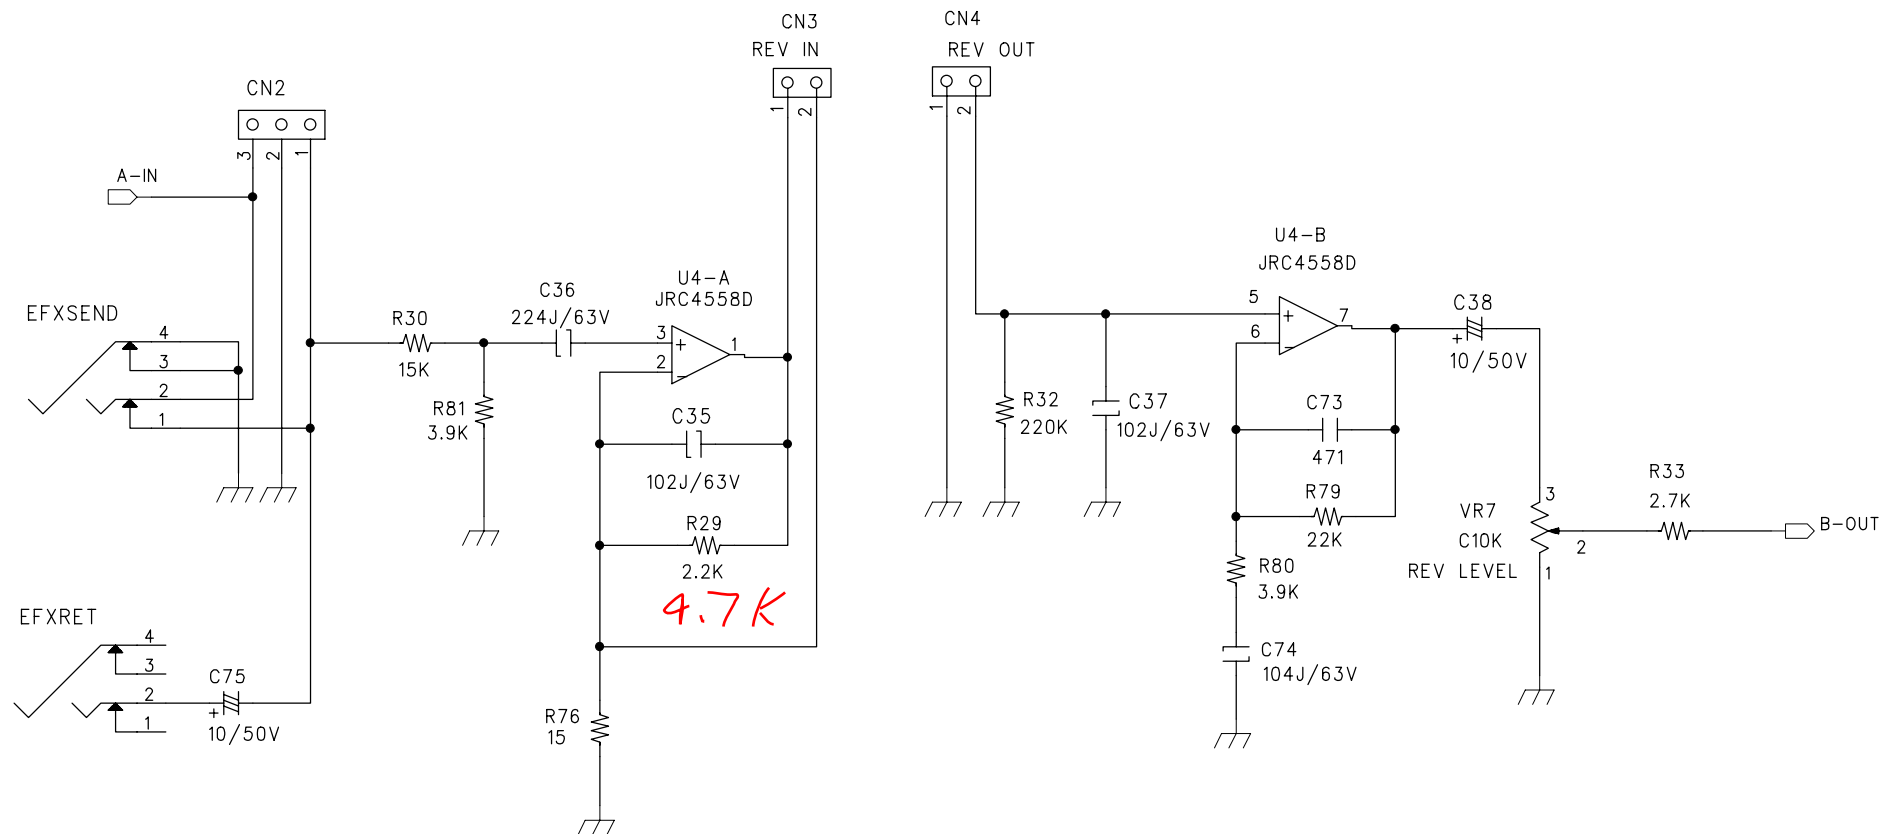 CN3
REV IN
1
2
CN4
REV OUT
1
2
CN2
3
2
1
A-IN
EFXSEND
4
3
2
1
R30
15K
R81
3.9K
C36
224J/63V
U4-A
JRC4558D
3
+
2
−
1
C35
102J/63V
R29
2.2K
4.7K
R76
15
EFXRET
4
3
2
1
C75
+
10/50V
R32
220K
C37
102J/63V
U4-B
JRC4558D
5
+
6
−
7
C73
471
R79
22K
R80
3.9K
C74
104J/63V
C38
+
10/50V
VR7
C10K
REV LEVEL
3
2
1
R33
2.7K
B-OUT